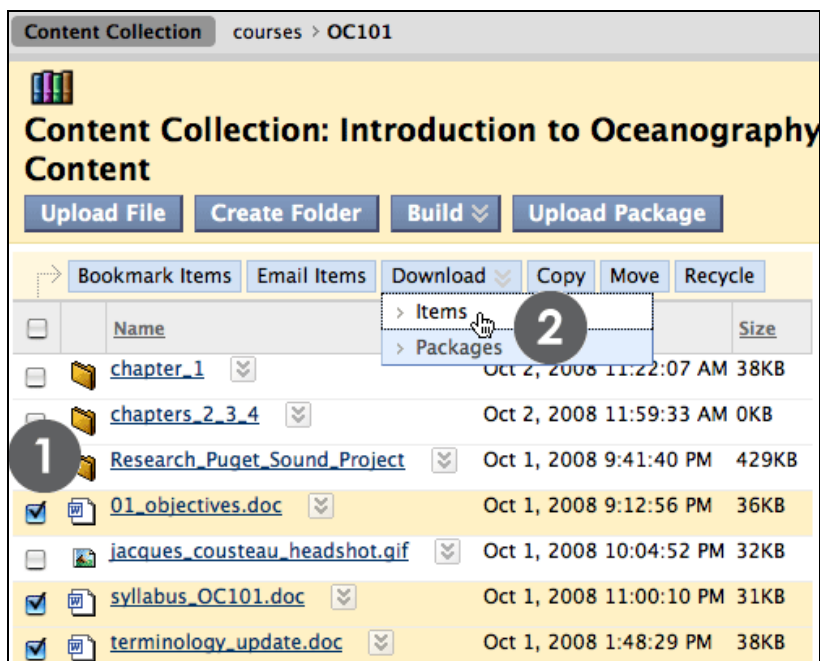 Content Collection courses > OC101
Content Collection: Introduction to Oceanography
Content
Upload File Create Folder Build Upload Package
Bookmark Items Email Items Download Copy Move Recycle
> Items 2
> Packages
Name Size
chapter_1 Oct 2, 2008 11:22:07 AM 38KB
chapters_2_3_4 Oct 2, 2008 11:59:33 AM 0KB
1 Research_Puget_Sound_Project Oct 1, 2008 9:41:40 PM 429KB
01_objectives.doc Oct 1, 2008 9:12:56 PM 36KB
jacques_cousteau_headshot.gif Oct 1, 2008 10:04:52 PM 32KB
syllabus_OC101.doc Oct 1, 2008 11:00:10 PM 31KB
terminology_update.doc Oct 1, 2008 1:48:29 PM 38KB